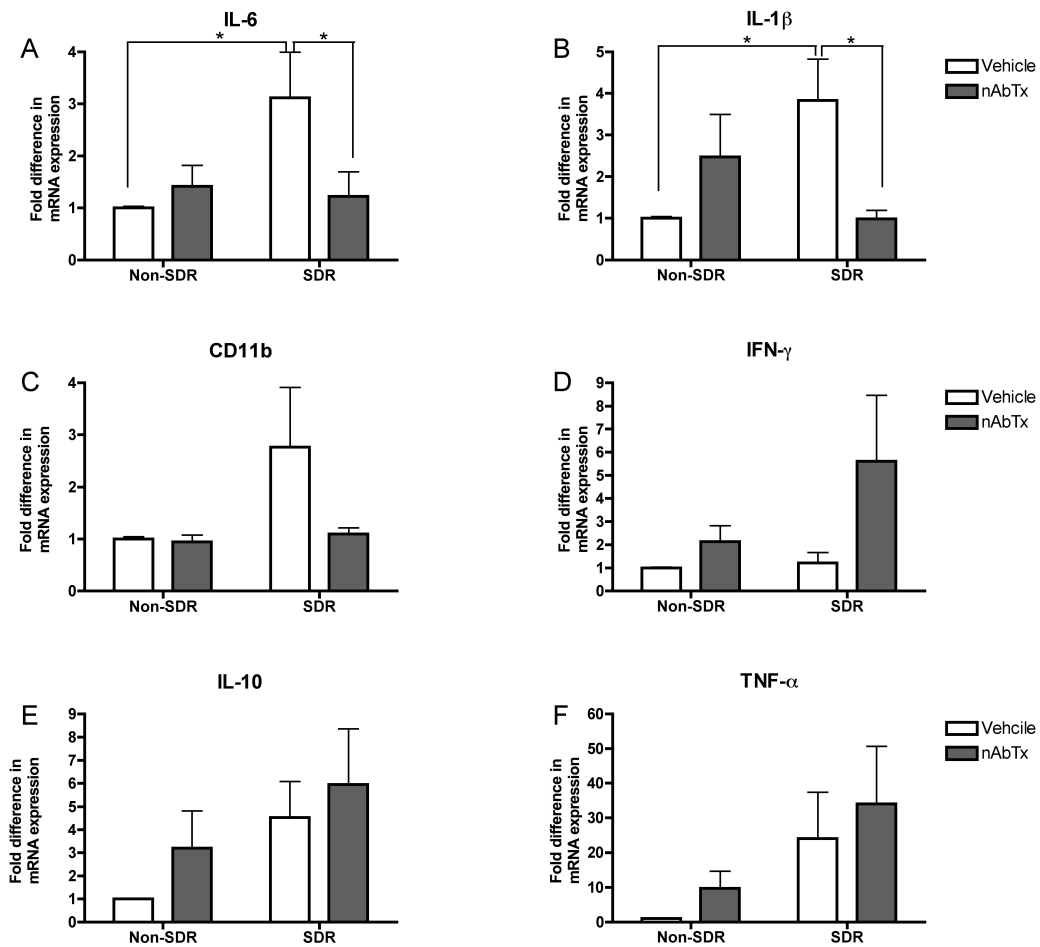 IL-6
A
Fold difference in
mRNA expression
4
3
2
1
0
*
*
Non-SDR
SDR
IL-1β
B
Fold difference in
mRNA expression
5
4
3
2
1
0
*
*
Non-SDR
SDR
Vehicle
nAbTx
CD11b
C
Fold difference in
mRNA expression
4
3
2
1
0
Non-SDR
SDR
IFN-γ
D
Fold difference in
mRNA expression
9
8
7
6
5
4
3
2
1
0
Non-SDR
SDR
Vehicle
nAbTx
IL-10
E
Fold difference in
mRNA expression
9
8
7
6
5
4
3
2
1
0
Non-SDR
SDR
TNF-α
F
Fold difference in
mRNA expression
60
50
40
30
20
10
0
Non-SDR
SDR
Vehcile
nAbTx